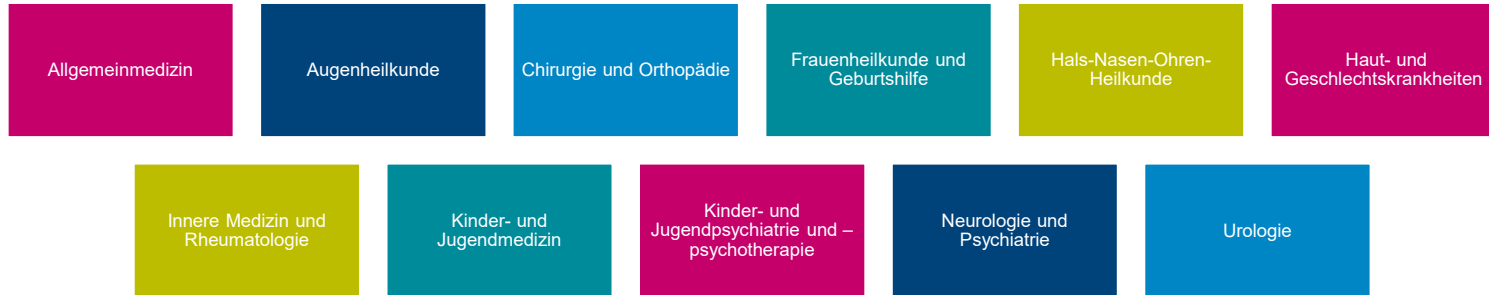 Allgemeinmedizin
Augenheilkunde
Chirurgie und Orthopädie
Frauenheilkunde und
Geburtshilfe
Hals-Nasen-Ohren-
Heilkunde
Haut- und
Geschlechtskrankheiten
Innere Medizin und
Rheumatologie
Kinder- und
Jugendmedizin
Kinder- und
Jugendpsychiatrie und –
psychotherapie
Neurologie und
Psychiatrie
Urologie